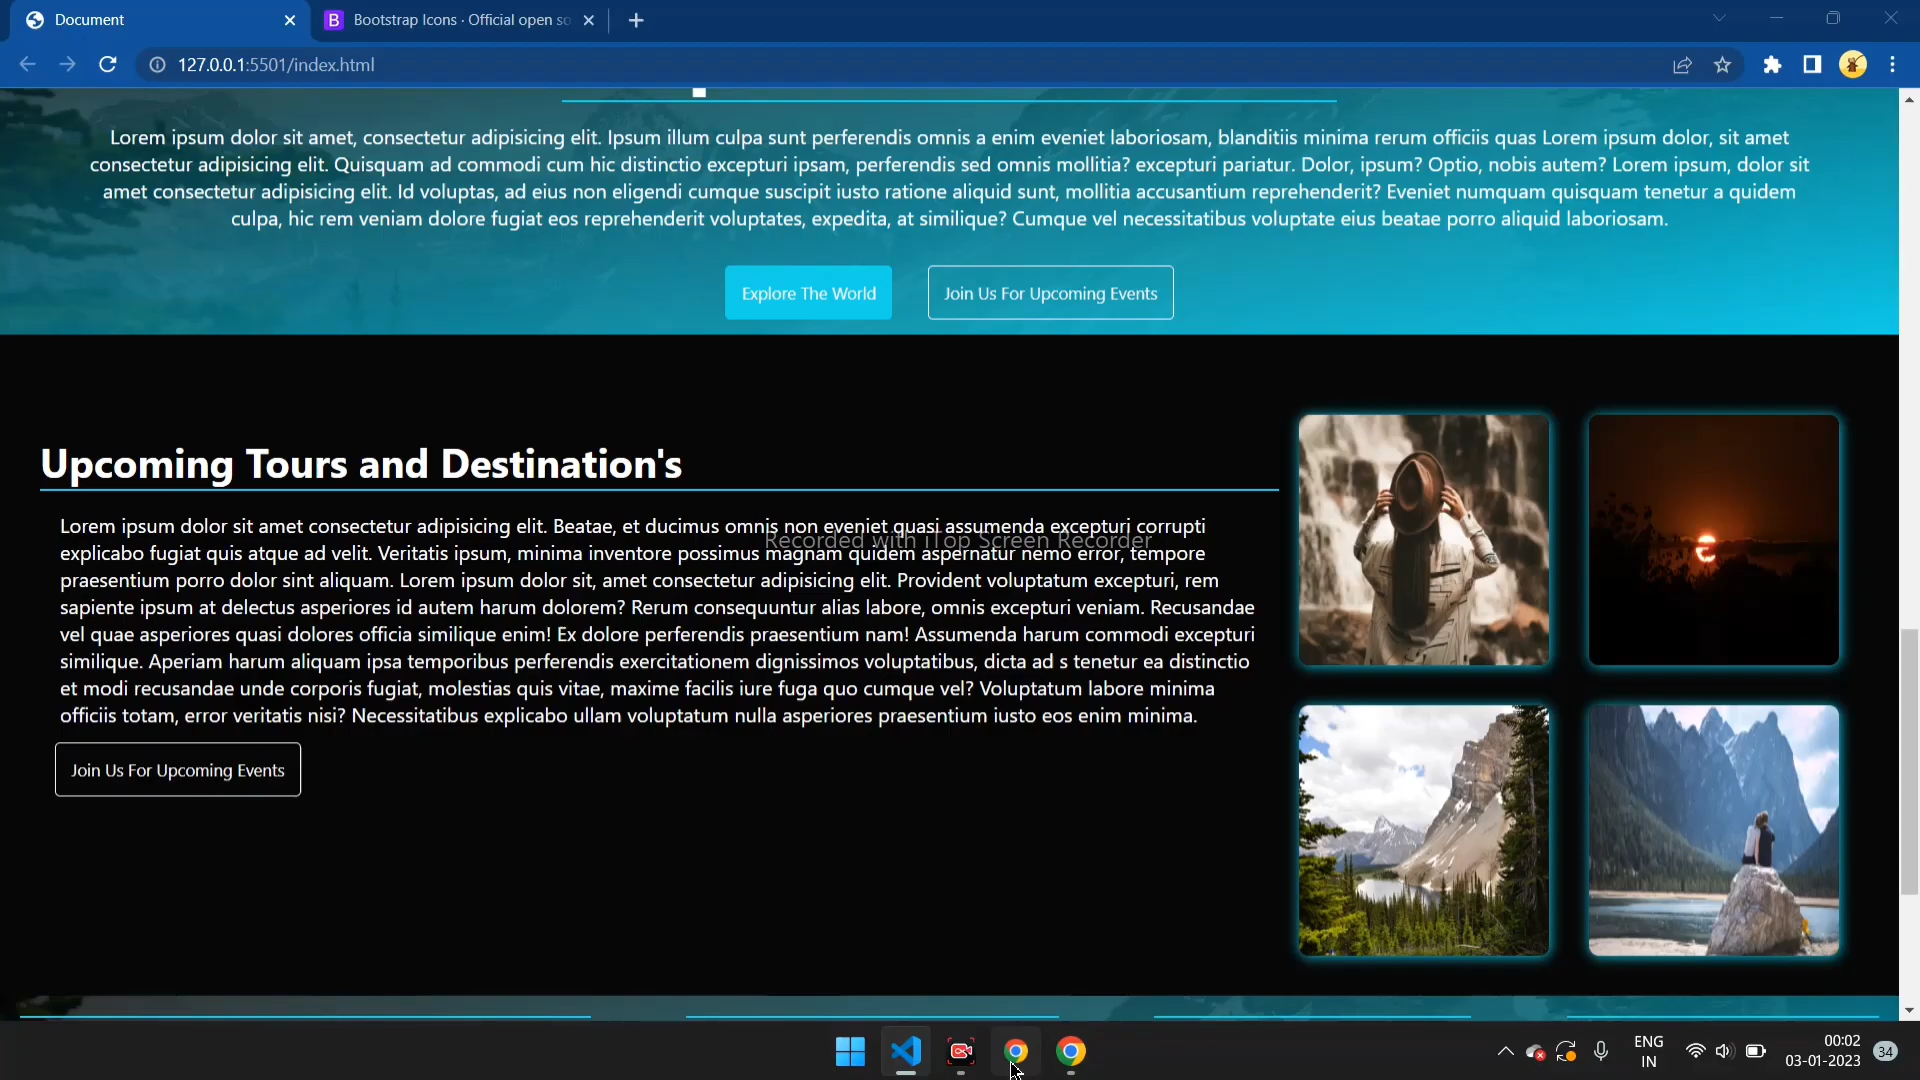 Document
Bootstrap Icons · Official open so
127.0.0.1:5501/index.html
Lorem ipsum dolor sit amet, consectetur adipisicing elit. Ipsum illum culpa sunt perferendis omnis a enim eveniet laboriosam, blanditiis minima rerum officiis quas Lorem ipsum dolor, sit amet
consectetur adipisicing elit. Quisquam ad commodi cum hic distinctio excepturi ipsam, perferendis sed omnis mollitia? excepturi pariatur. Dolor, ipsum? Optio, nobis autem? Lorem ipsum, dolor sit
amet consectetur adipisicing elit. Id voluptas, ad eius non eligendi cumque suscipit iusto ratione aliquid sunt, mollitia accusantium reprehenderit? Eveniet numquam quisquam tenetur a quidem
culpa, hic rem veniam dolore fugiat eos reprehenderit voluptates, expedita, at similique? Cumque vel necessitatibus voluptate eius beatae porro aliquid laboriosam.
Explore The World
Join Us For Upcoming Events
Upcoming Tours and Destination's
Lorem ipsum dolor sit amet consectetur adipisicing elit. Beatae, et ducimus omnis non eveniet quasi assumenda excepturi corrupti
Recorded with iTop Screen Recorder
explicabo fugiat quis atque ad velit. Veritatis ipsum, minima inventore possimus magnam quidem aspernatur nemo error, tempore
praesentium porro dolor sint aliquam. Lorem ipsum dolor sit, amet consectetur adipisicing elit. Provident voluptatum excepturi, rem
sapiente ipsum at delectus asperiores id autem harum dolorem? Rerum consequuntur alias labore, omnis excepturi veniam. Recusandae
vel quae asperiores quasi dolores officia similique enim! Ex dolore perferendis praesentium nam! Assumenda harum commodi excepturi
similique. Aperiam harum aliquam ipsa temporibus perferendis exercitationem dignissimos voluptatibus, dicta ad s tenetur ea distinctio
et modi recusandae unde corporis fugiat, molestias quis vitae, maxime facilis iure fuga quo cumque vel? Voluptatum labore minima
officiis totam, error veritatis nisi? Necessitatibus explicabo ullam voluptatum nulla asperiores praesentium iusto eos enim minima.
Join Us For Upcoming Events
ENG
IN
00:02
03-01-2023
34